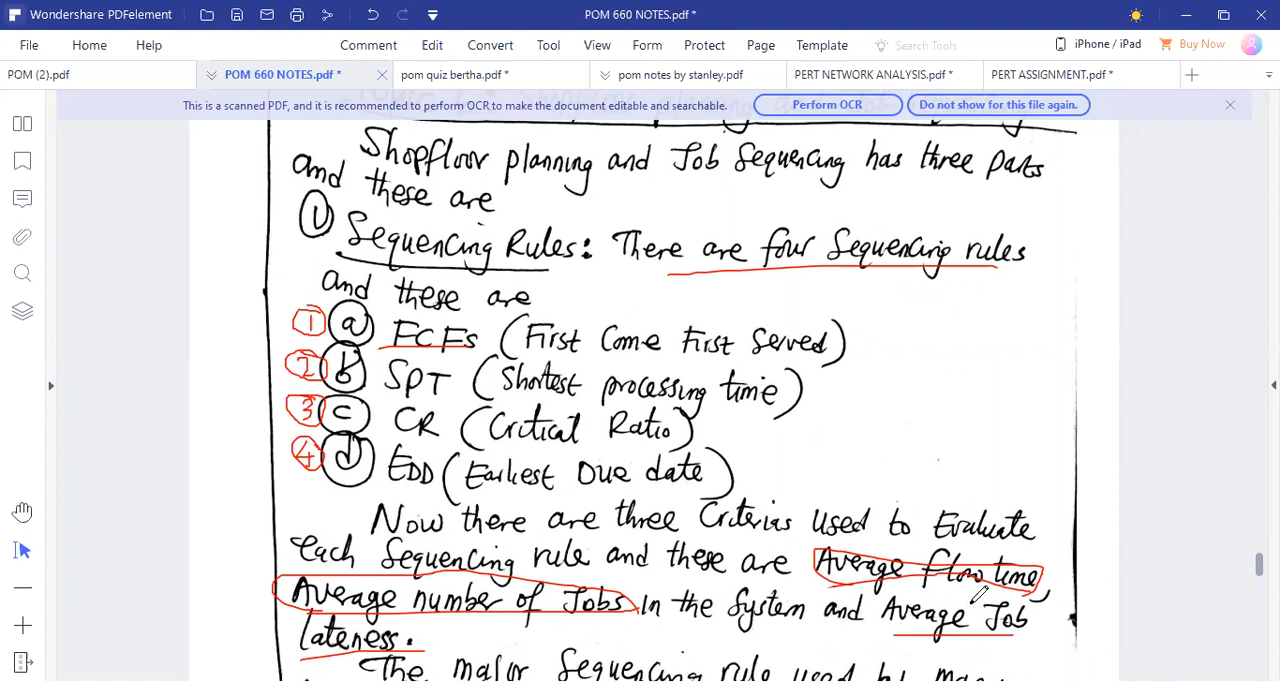 Wondershare PDFelement
POM 660 NOTES.pdf *
File Home Help Comment Edit Convert Tool View Form Protect Page Template Search Tools iPhone / iPad Buy Now
POM (2).pdf POM 660 NOTES.pdf * pom quiz bertha.pdf * pom notes by stanley.pdf PERT NETWORK ANALYSIS.pdf * PERT ASSIGNMENT.pdf *
This is a scanned PDF, and it is recommended to perform OCR to make the document editable and searchable. Perform OCR Do not show for this file again.
Shopfloor planning and Job Sequencing has three parts
and these are
1 Sequencing Rules: There are four Sequencing rules
and these are
1 a FCFs (First Come First Served)
2 b SPT (Shortest processing time)
3 c CR (Critical Ratio)
4 d EDD (Earliest Due date)
Now there are three Criterias used to Evaluate
each Sequencing rule and these are Average flow time,
Average number of Jobs in the System and Average Job
lateness.
The major Sequencing rule used by